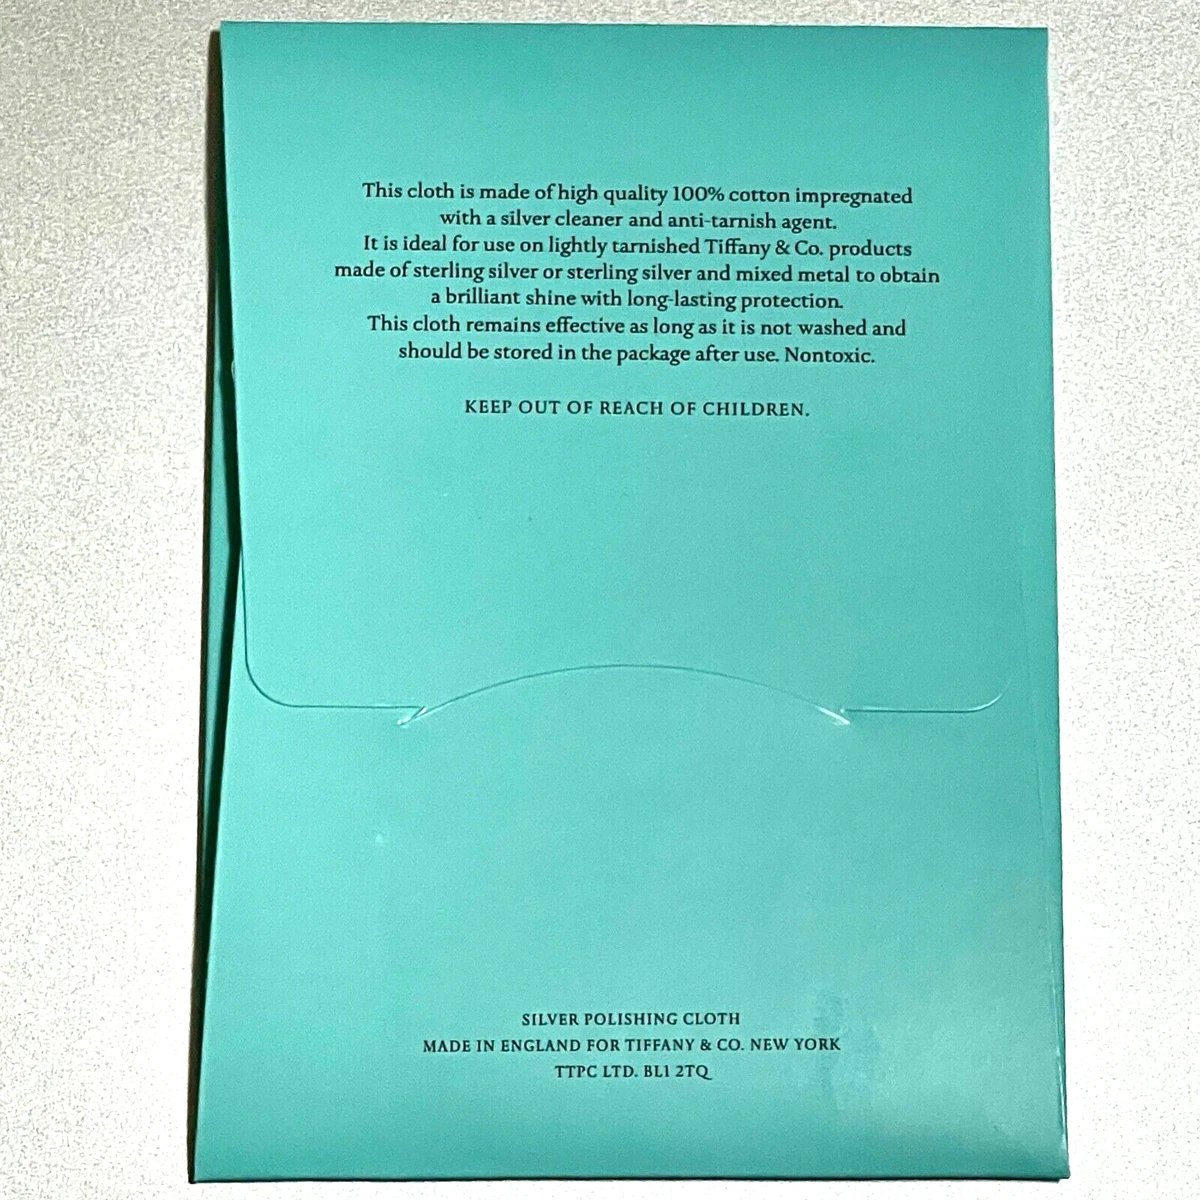 This cloth is made of high quality 100% cotton impregnated
with a silver cleaner and anti-tarnish agent.
It is ideal for use on lightly tarnished Tiffany & Co. products
made of sterling silver or sterling silver and mixed metal to obtain
a brilliant shine with long-lasting protection.
This cloth remains effective as long as it is not washed and
should be stored in the package after use. Nontoxic.
KEEP OUT OF REACH OF CHILDREN.
SILVER POLISHING CLOTH
MADE IN ENGLAND FOR TIFFANY & CO. NEW YORK
TTPC LTD. BL1 2TQ